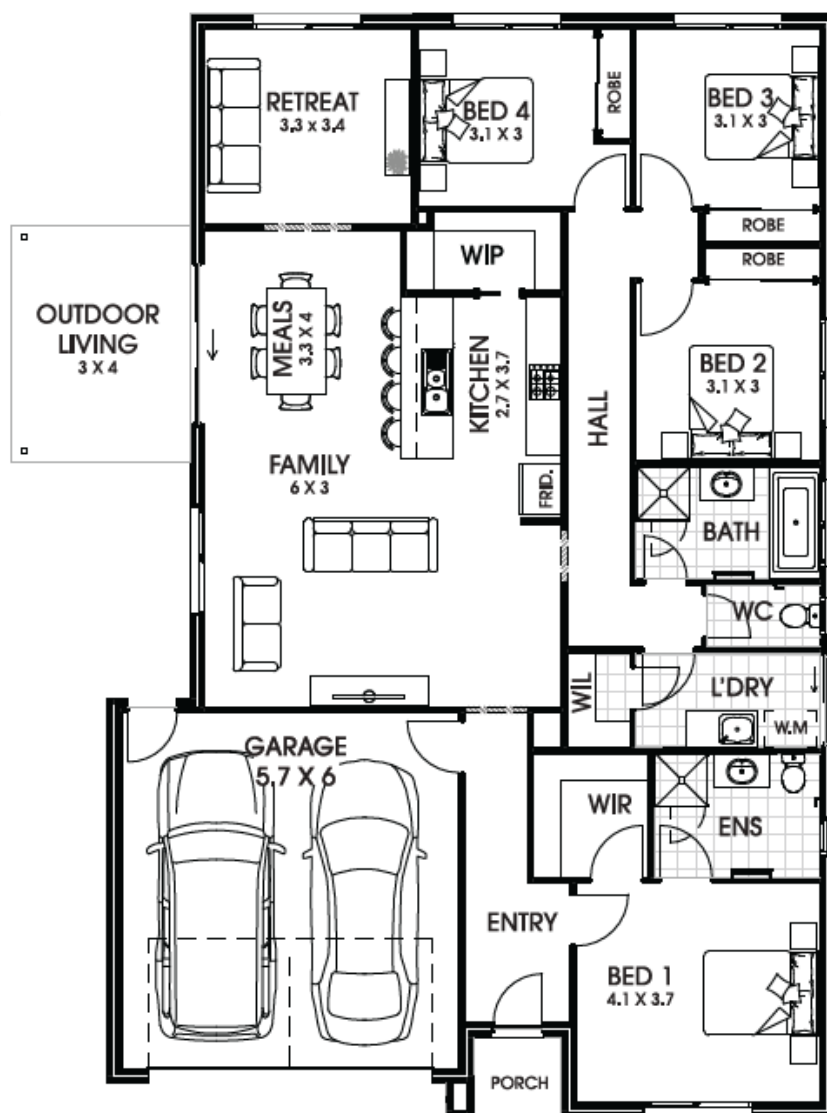 RETREAT
3.3 x 3.4
BED 4
3.1 X 3
ROBE
BED 3
3.1 X 3
ROBE
ROBE
WIP
OUTDOOR
LIVING
3 X 4
MEALS
3.3 X 4
KITCHEN
2.7 X 3.7
BED 2
3.1 X 3
HALL
FAMILY
6 X 3
FRID.
BATH
WC
WIL
L'DRY
W.M
GARAGE
5.7 X 6
WIR
ENS
ENTRY
BED 1
4.1 X 3.7
PORCH